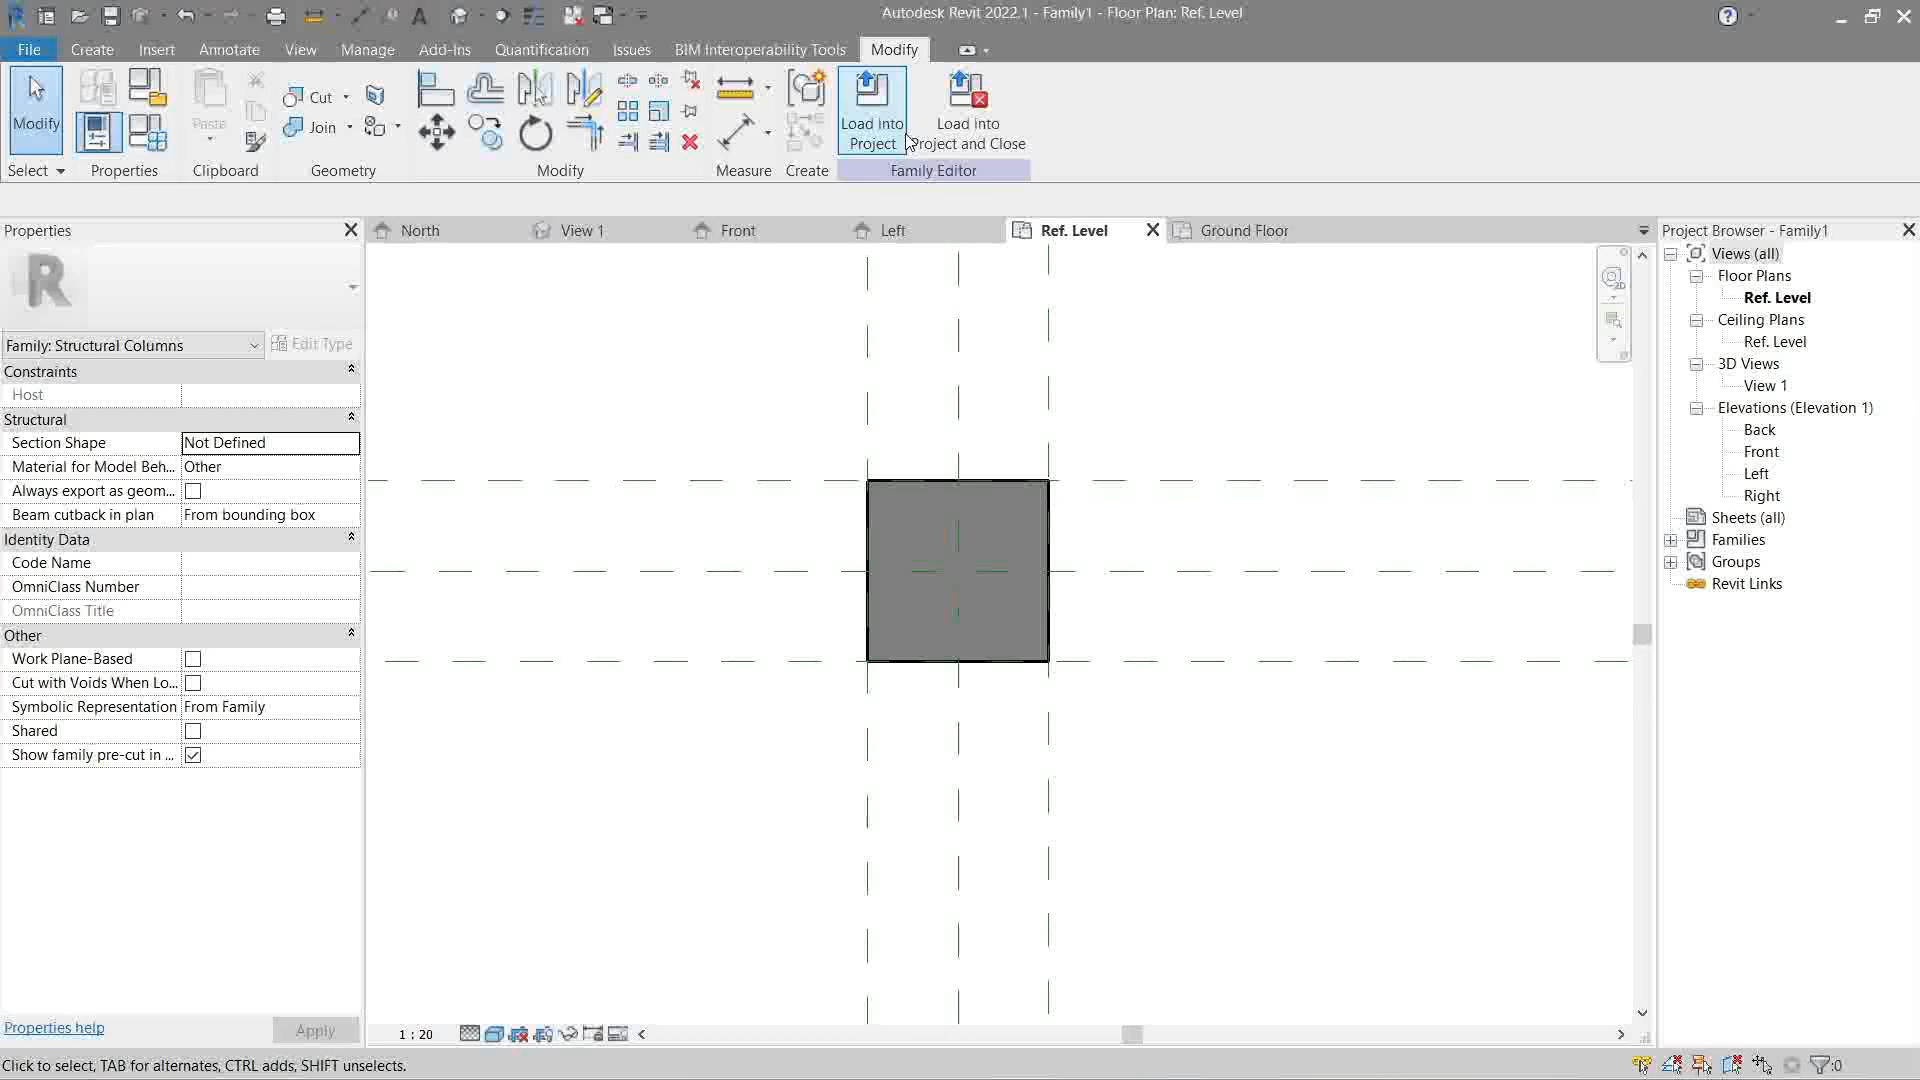 Autodesk Revit 2022.1 - Family1 - Floor Plan: Ref. Level
File
Create
Insert
Annotate
View
Manage
Add-Ins
Quantification
Issues
BIM Interoperability Tools
Modify
Modify
Paste
Cut
Join
Load into
Project
Load into
Project and Close
Select
Properties
Clipboard
Geometry
Modify
Measure
Create
Family Editor
Properties
North
View 1
Front
Left
Ref. Level
Ground Floor
Project Browser - Family1
R
Family: Structural Columns
Edit Type
Constraints
Host
Structural
Section Shape
Not Defined
Material for Model Beh...
Other
Always export as geom...
Beam cutback in plan
From bounding box
Identity Data
Code Name
OmniClass Number
OmniClass Title
Other
Work Plane-Based
Cut with Voids When Lo...
Symbolic Representation
From Family
Shared
Show family pre-cut in ...
Properties help
Apply
2D
Views (all)
Floor Plans
Ref. Level
Ceiling Plans
Ref. Level
3D Views
View 1
Elevations (Elevation 1)
Back
Front
Left
Right
Sheets (all)
Families
Groups
Revit Links
1 : 20
Click to select, TAB for alternates, CTRL adds, SHIFT unselects.
:0